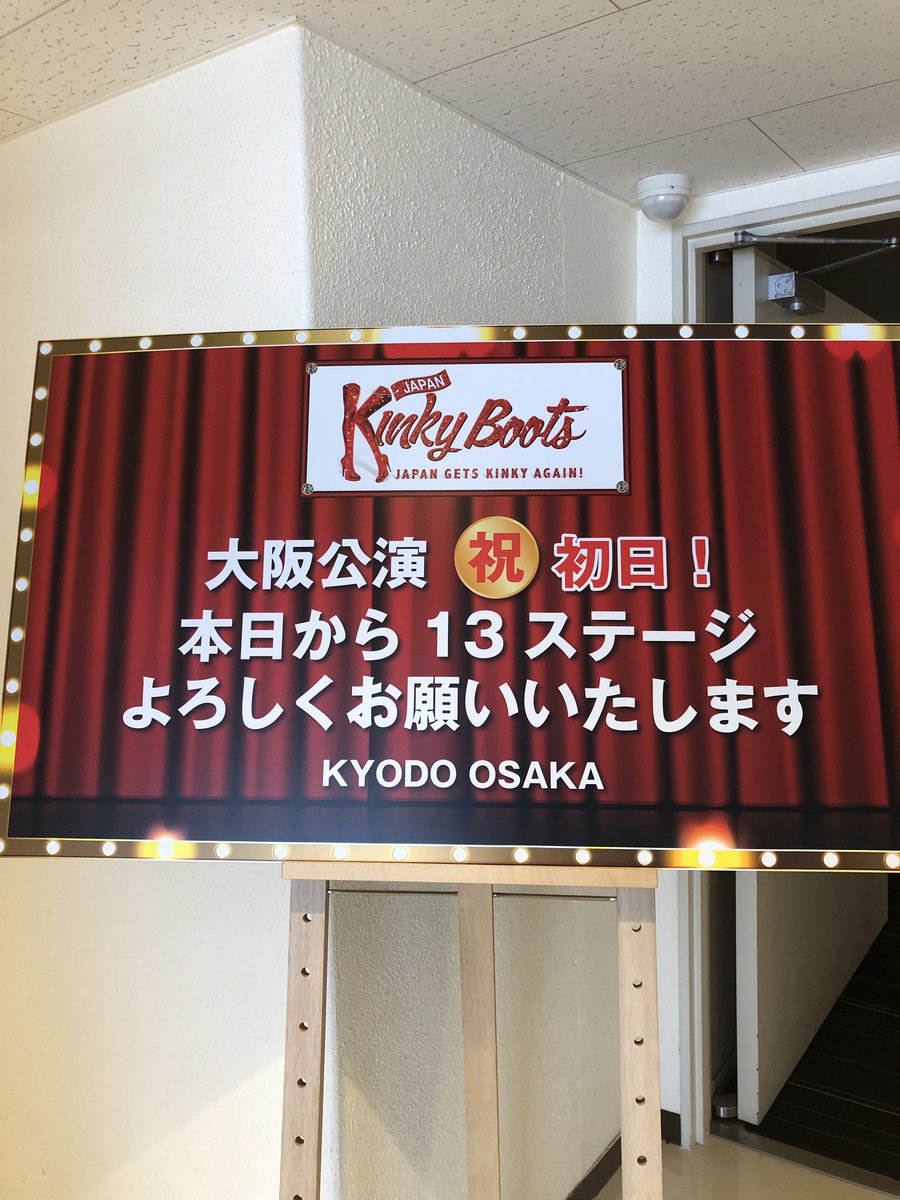 JAPAN
Kinky Boots
JAPAN GETS KINKY AGAIN!
大阪公演 祝 初日！
本日から 13 ステージ
よろしくお願いいたします
KYODO OSAKA